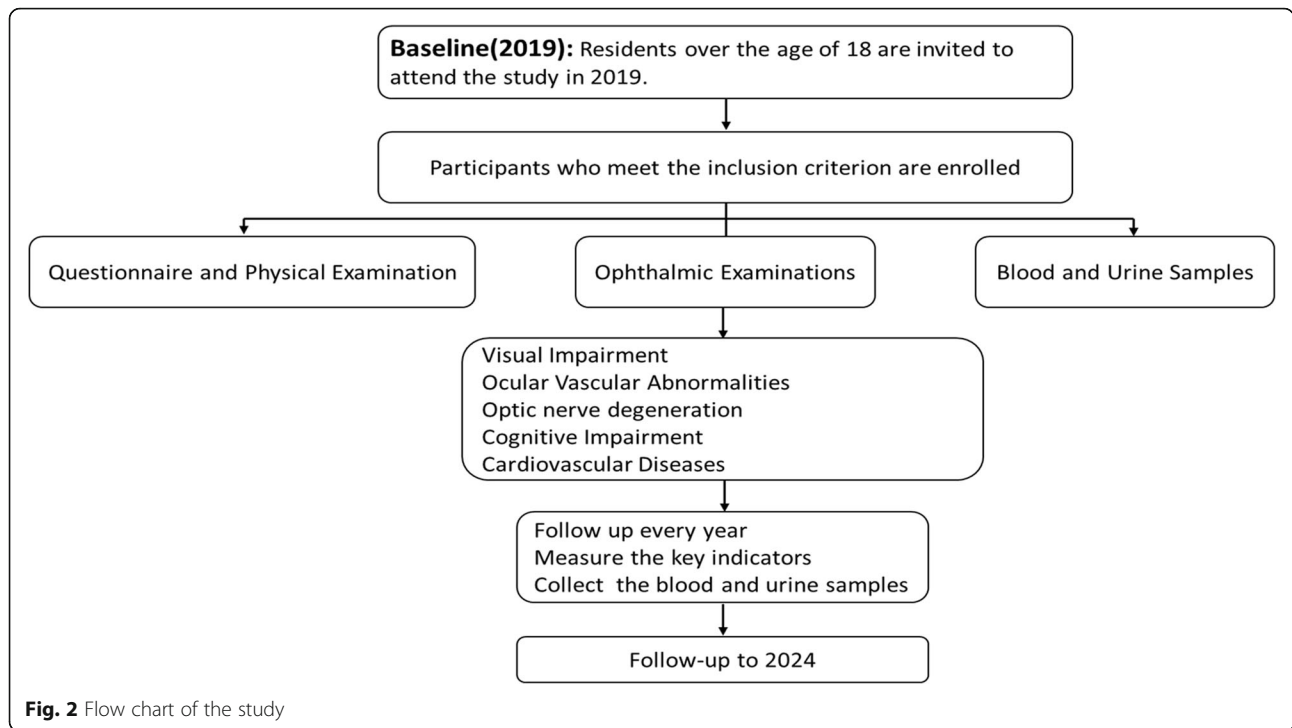 Baseline(2019): Residents over the age of 18 are invited to
attend the study in 2019.
Participants who meet the inclusion criterion are enrolled
Questionnaire and Physical Examination
Ophthalmic Examinations
Blood and Urine Samples
Visual Impairment
Ocular Vascular Abnormalities
Optic nerve degeneration
Cognitive Impairment
Cardiovascular Diseases
Follow up every year
Measure the key indicators
Collect the blood and urine samples
Follow-up to 2024
Fig. 2 Flow chart of the study